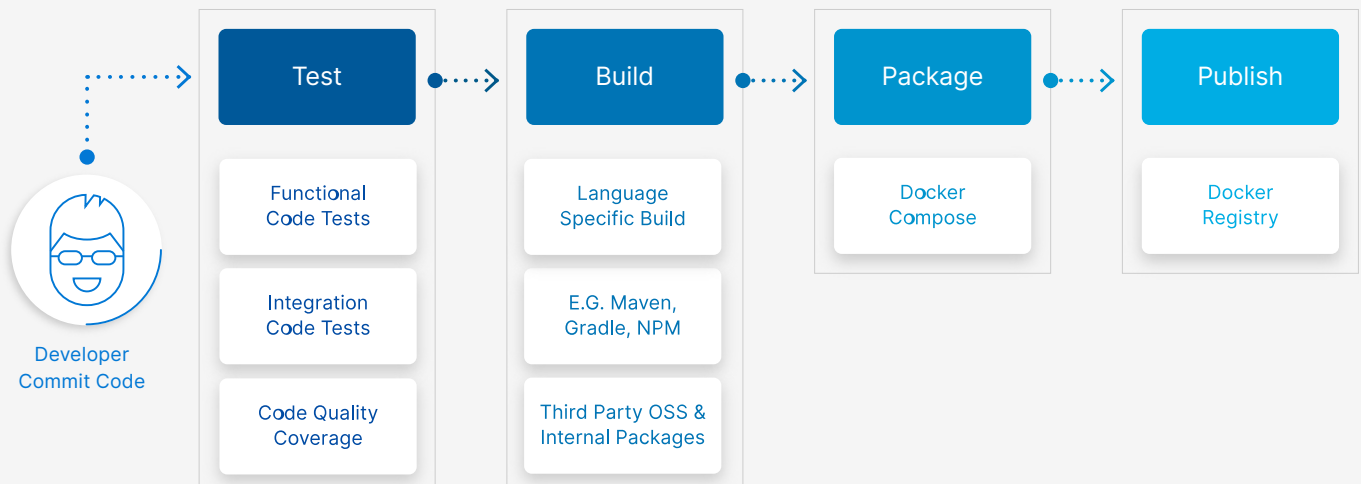 Test
Build
Package
Publish
Functional
Code Tests
Integration
Code Tests
Code Quality
Coverage
Language
Specific Build
E.G. Maven,
Gradle, NPM
Third Party OSS &
Internal Packages
Docker
Compose
Docker
Registry
Developer
Commit Code